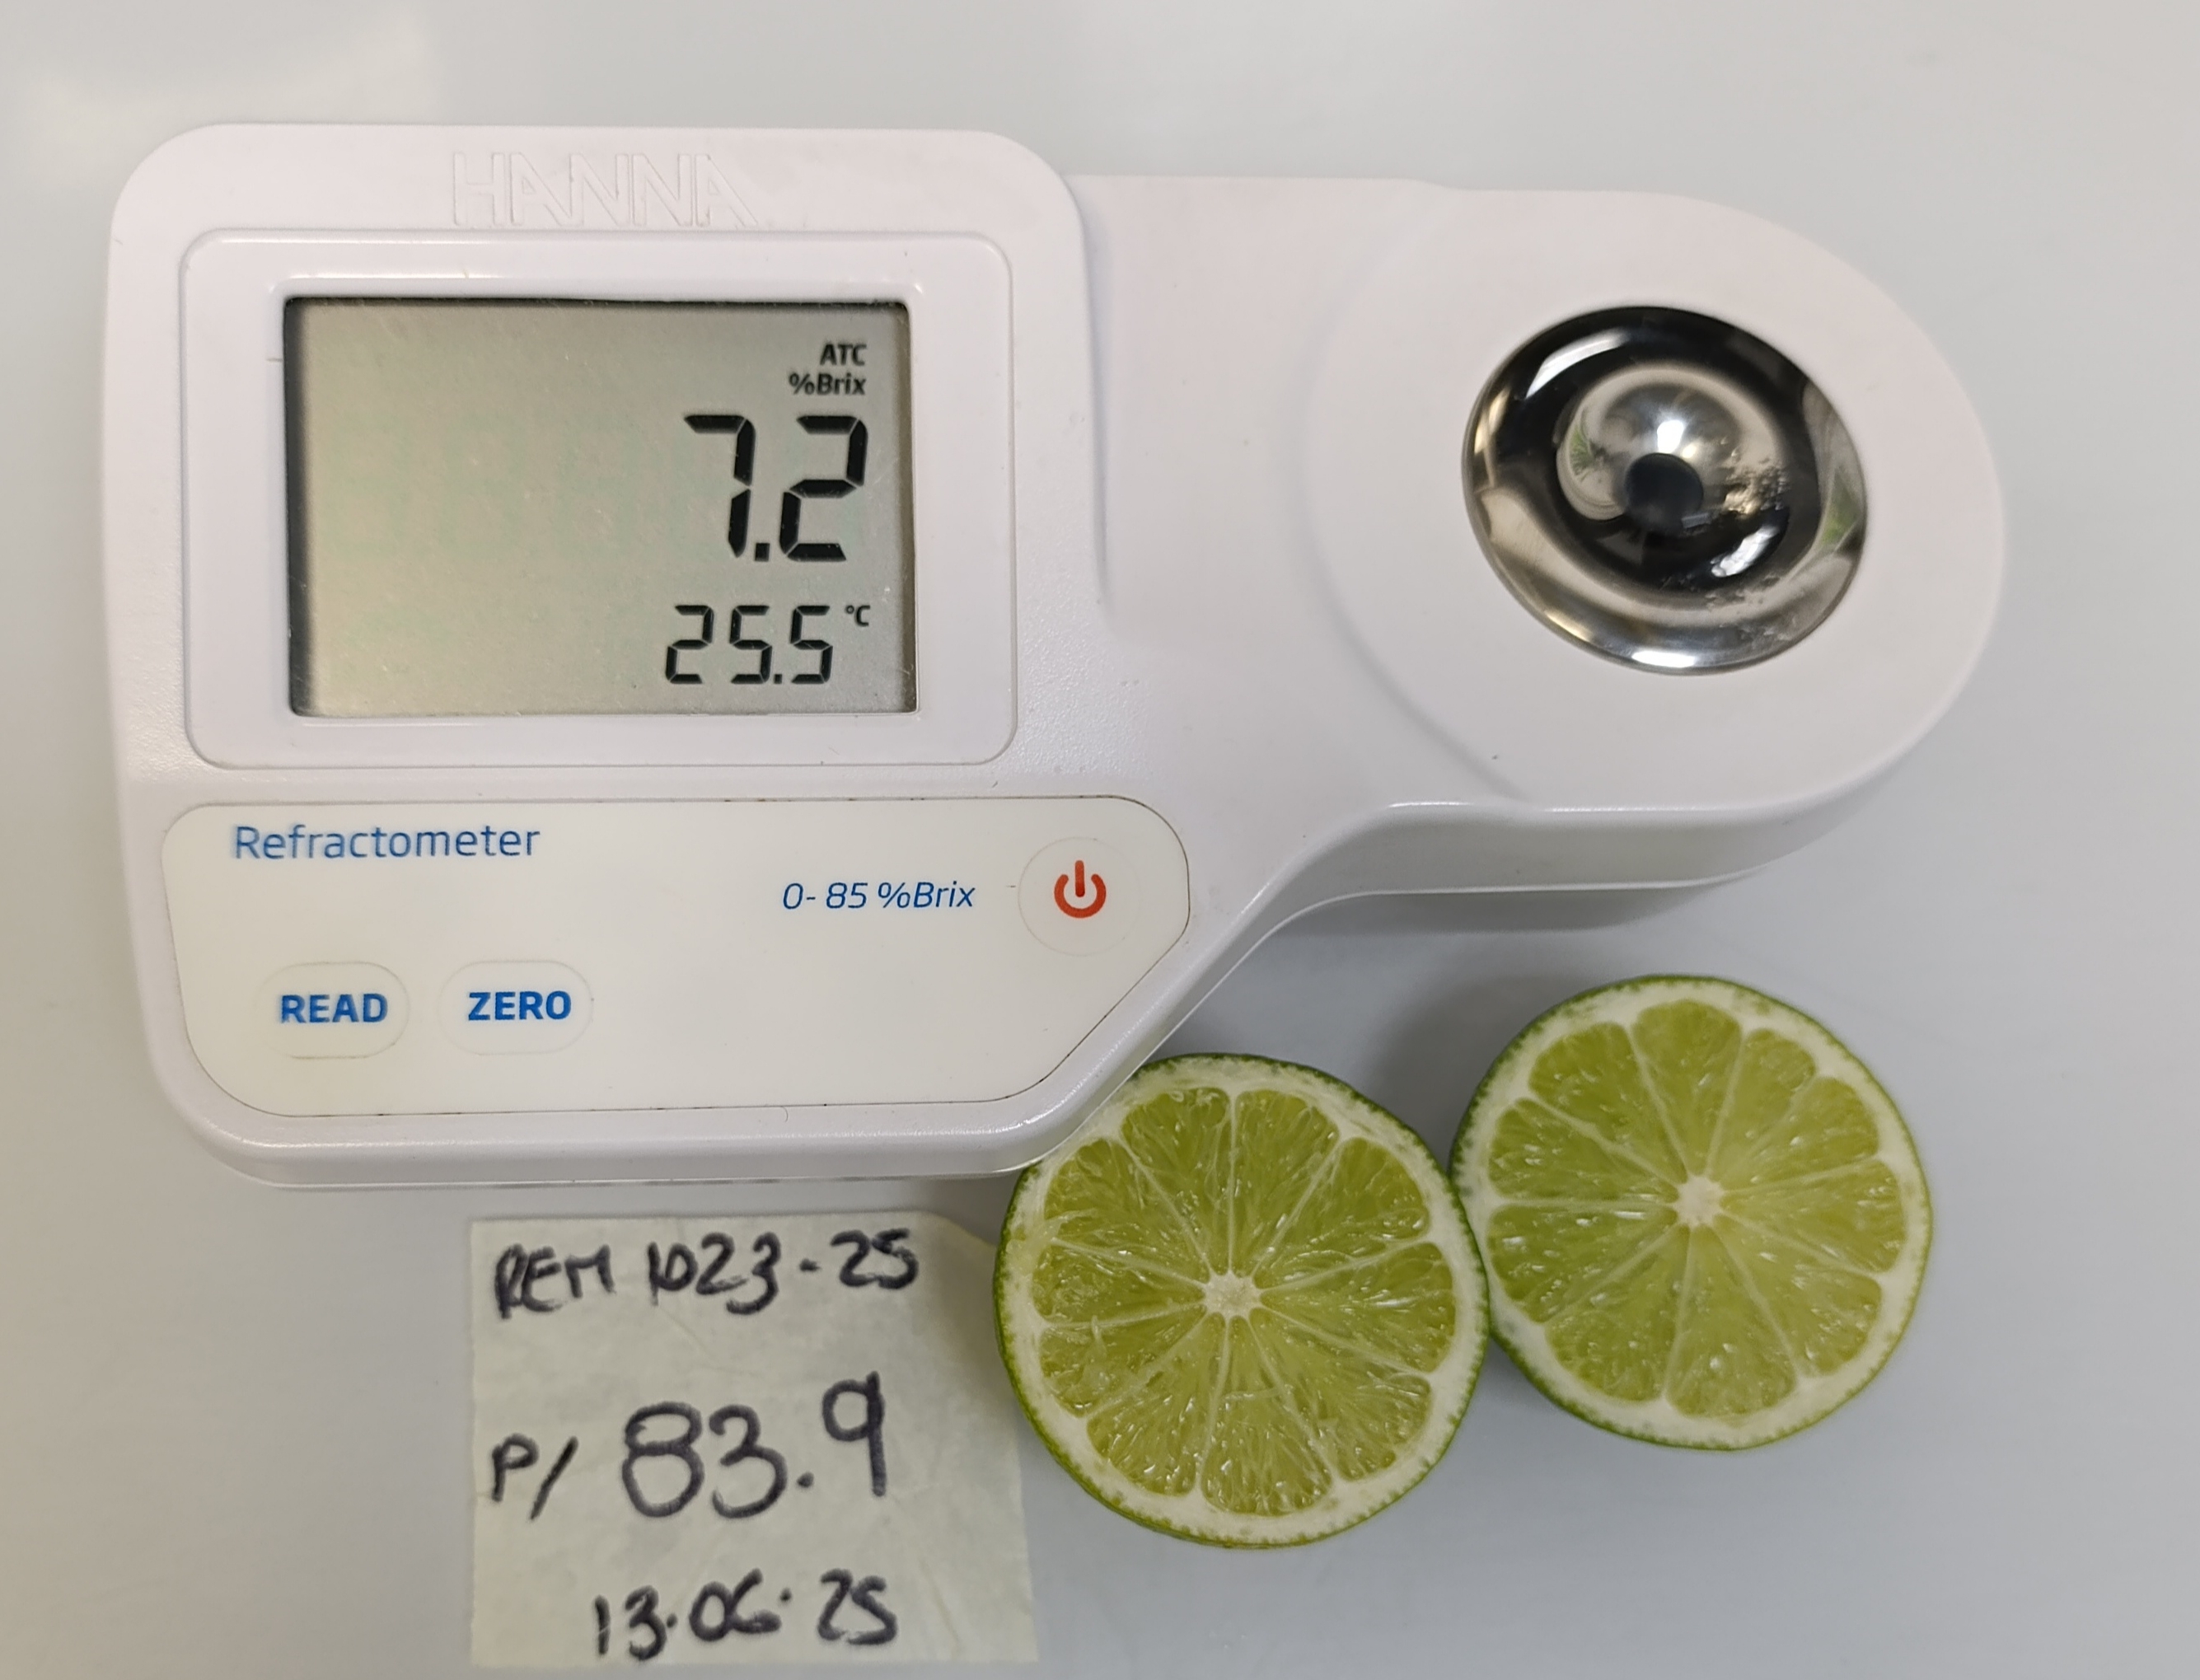 HANNA
ATC
%Brix
7.2
25.5 °C
Refractometer
0- 85 %Brix
READ ZERO
REM 1023-25
P/ 83.9
13.06.25